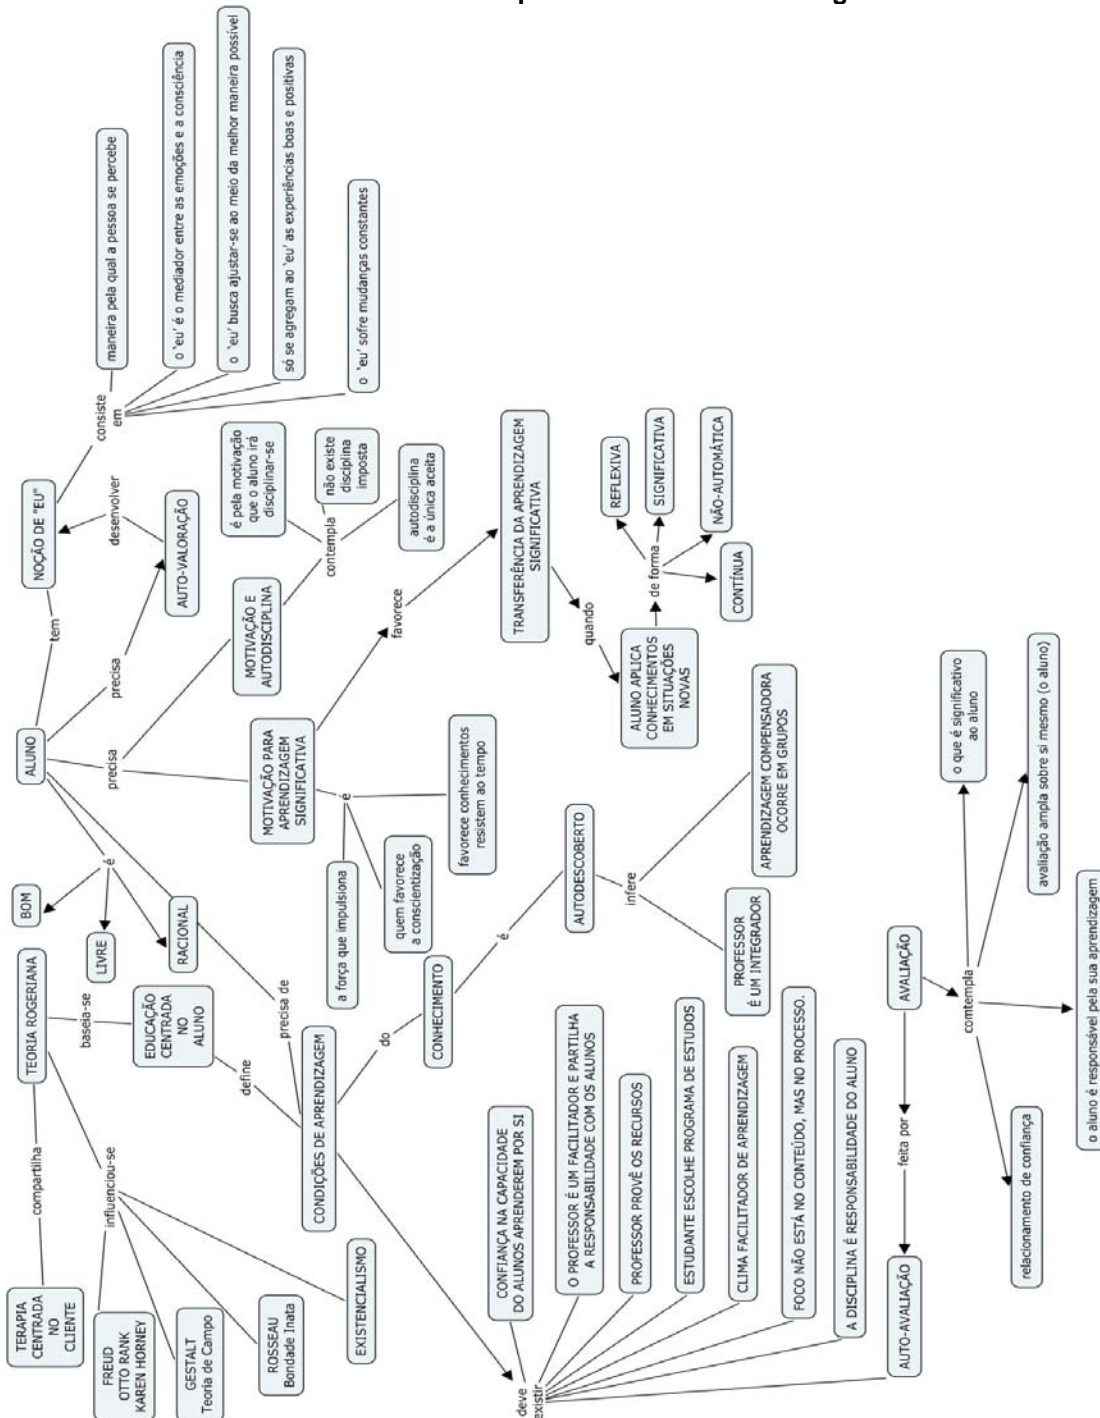 TERAPIA
CENTRADA
NO
CLIENTE
compartilha
TEORIA ROGERIANA
FREUD
OTTO RANK
KAREN HORNEY
GESTALT
Teoria de Campo
ROSSEAU
Bondade Inata
EXISTENCIALISMO
influenciou-se
baseia-se
EDUCAÇÃO
CENTRADA
NO
ALUNO
define
CONDIÇÕES DE APRENDIZAGEM
precisa de
BOM
LIVRE
RACIONAL
é
ALUNO
tem
NOÇÃO DE "EU"
consiste
em
maneira pela qual a pessoa se percebe
o 'eu' é o mediador entre as emoções e a consciência
o 'eu' busca ajustar-se ao meio da melhor maneira possível
só se agregam ao 'eu' as experiências boas e positivas
o 'eu' sofre mudanças constantes
precisa
desenvolver
AUTO-VALORAÇÃO
precisa
MOTIVAÇÃO E
AUTODISCIPLINA
contempla
é pela motivação
que o aluno irá
disciplinar-se
não existe
disciplina
imposta
autodisciplina
é a única aceita
MOTIVAÇÃO PARA
APRENDIZAGEM
SIGNIFICATIVA
é
a força que impulsiona
quem favorece
a conscientização
favorece conhecimentos
resistem ao tempo
favorece
TRANSFERÊNCIA DA APRENDIZAGEM
SIGNIFICATIVA
quando
ALUNO APLICA
CONHECIMENTOS
EM SITUAÇÕES
NOVAS
de forma
REFLEXIVA
SIGNIFICATIVA
NÃO-AUTOMÁTICA
CONTÍNUA
do
CONHECIMENTO
é
AUTODESCOBERTO
infere
PROFESSOR
É UM INTEGRADOR
APRENDIZAGEM COMPENSADORA
OCORRE EM GRUPOS
deve
existir
CONFIANÇA NA CAPACIDADE
DO ALUNOS APRENDEREM POR SI
O PROFESSOR É UM FACILITADOR E PARTILHA
A RESPONSABILIDADE COM OS ALUNOS
PROFESSOR PROVÊ OS RECURSOS
ESTUDANTE ESCOLHE PROGRAMA DE ESTUDOS
CLIMA FACILITADOR DE APRENDIZAGEM
FOCO NÃO ESTÁ NO CONTEÚDO, MAS NO PROCESSO.
A DISCIPLINA É RESPONSABILIDADE DO ALUNO
AUTO-AVALIAÇÃO
feita por
AVALIAÇÃO
comtempla
relacionamento de confiança
o aluno é responsável pela sua aprendizagem
avaliação ampla sobre si mesmo (o aluno)
o que é significativo
ao aluno